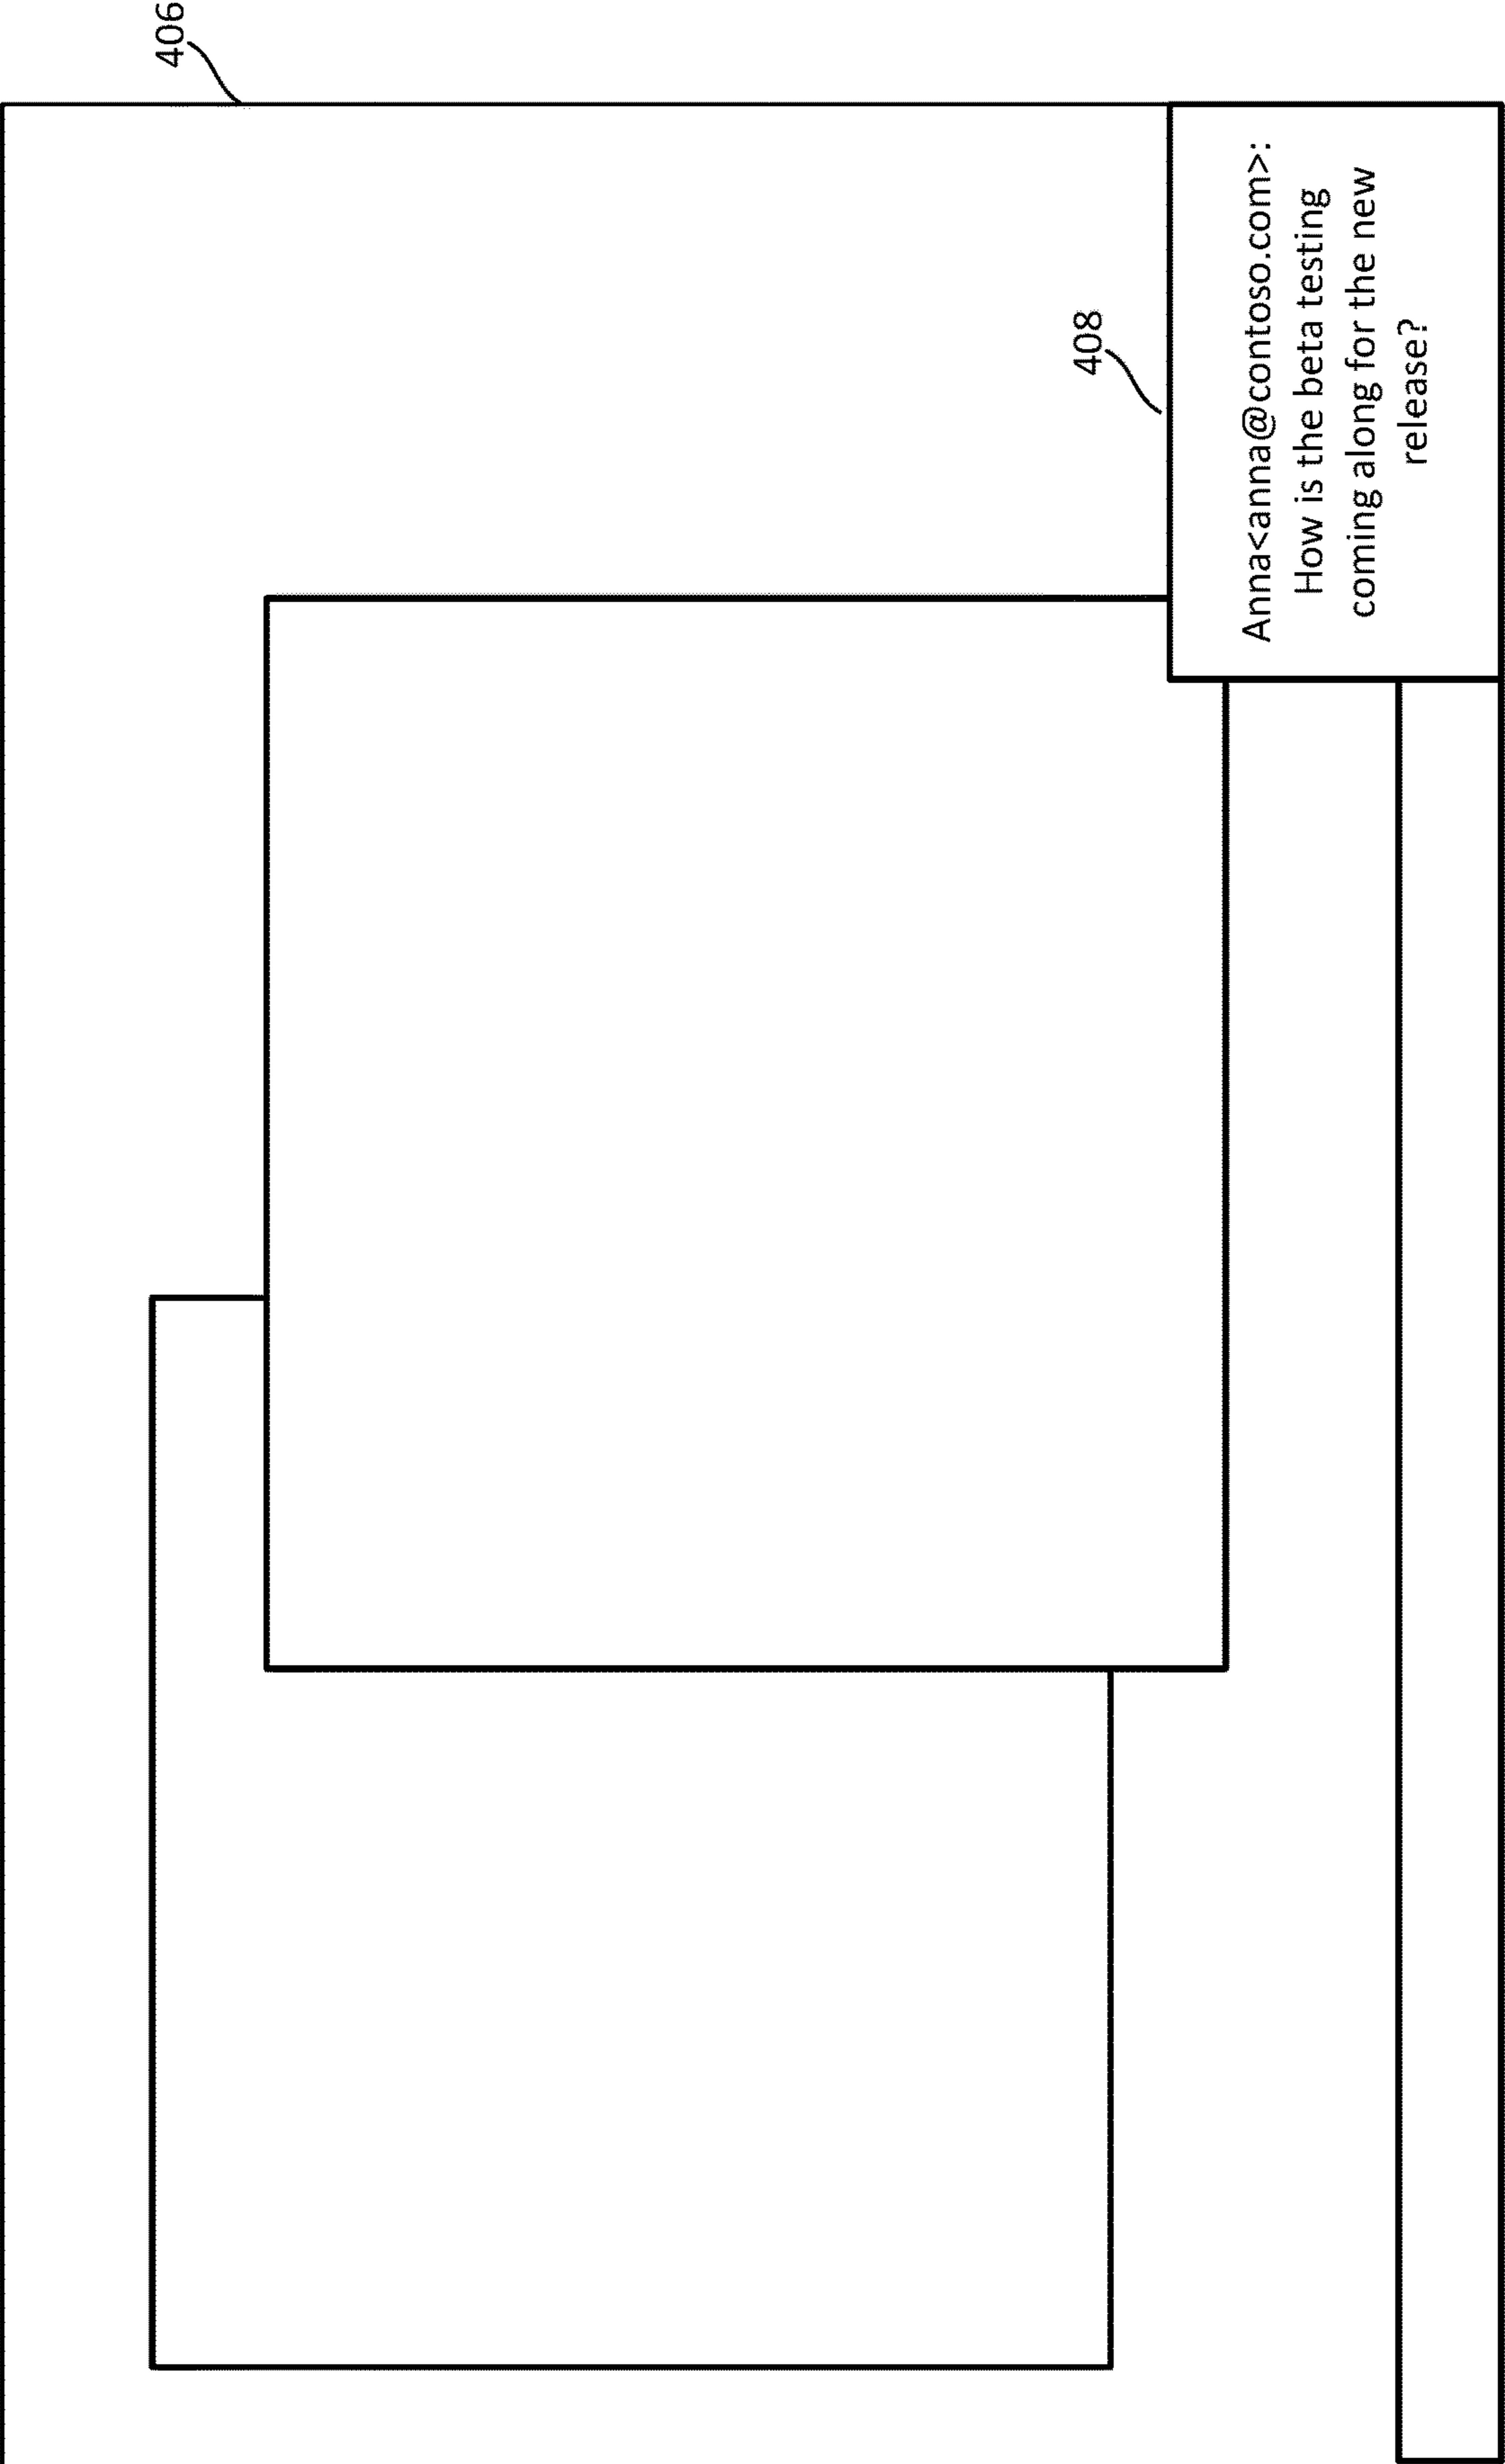 406
408
Anna<anna@contoso.com>:
How is the beta testing
coming along for the new
release?